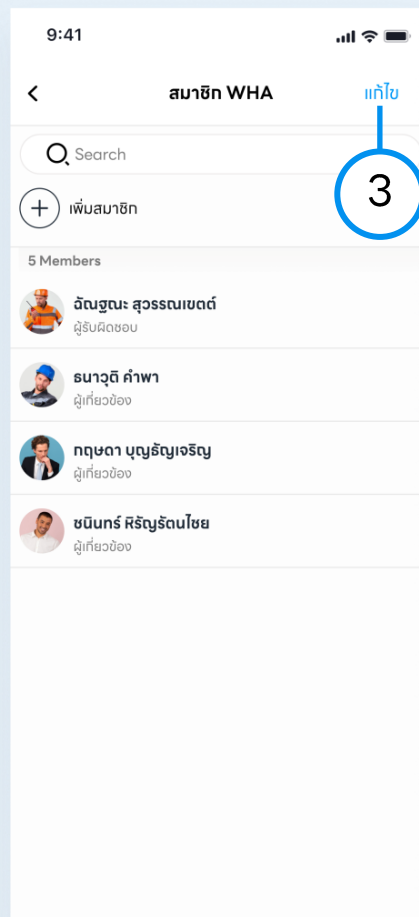 9:41
สมาชิก WHA
แก้ไข
Search
3
เพิ่มสมาชิก
5 Members
ฉัณฐณะ สุวรรณเขตต์
ผู้รับผิดชอบ
ธนาวุติ คำพา
ผู้เกี่ยวข้อง
กฤษดา บุญธัญเจริญ
ผู้เกี่ยวข้อง
ชนินทร์ หิรัญรัตนไชย
ผู้เกี่ยวข้อง